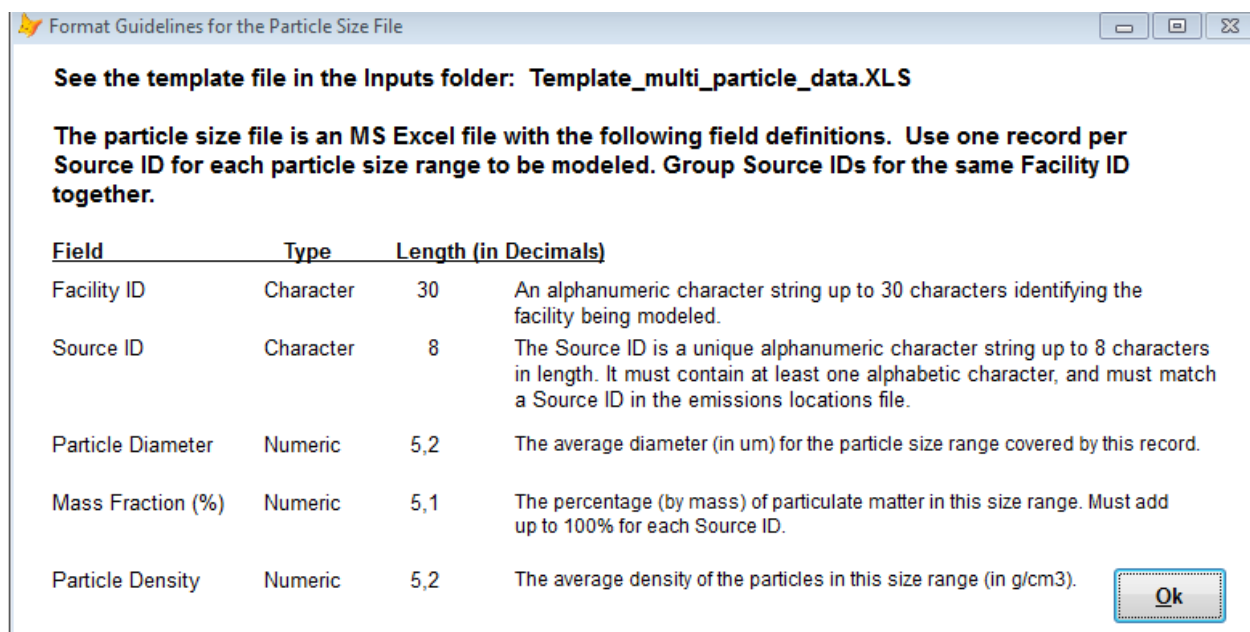 Format Guidelines for the Particle Size File
See the template file in the Inputs folder: Template_multi_particle_data.XLS
The particle size file is an MS Excel file with the following field definitions. Use one record per
Source ID for each particle size range to be modeled. Group Source IDs for the same Facility ID
together.
Field Type Length (in Decimals)
Facility ID Character 30 An alphanumeric character string up to 30 characters identifying the
facility being modeled.
Source ID Character 8 The Source ID is a unique alphanumeric character string up to 8 characters
in length. It must contain at least one alphabetic character, and must match
a Source ID in the emissions locations file.
Particle Diameter Numeric 5,2 The average diameter (in um) for the particle size range covered by this record.
Mass Fraction (%) Numeric 5,1 The percentage (by mass) of particulate matter in this size range. Must add
up to 100% for each Source ID.
Particle Density Numeric 5,2 The average density of the particles in this size range (in g/cm3).
Ok